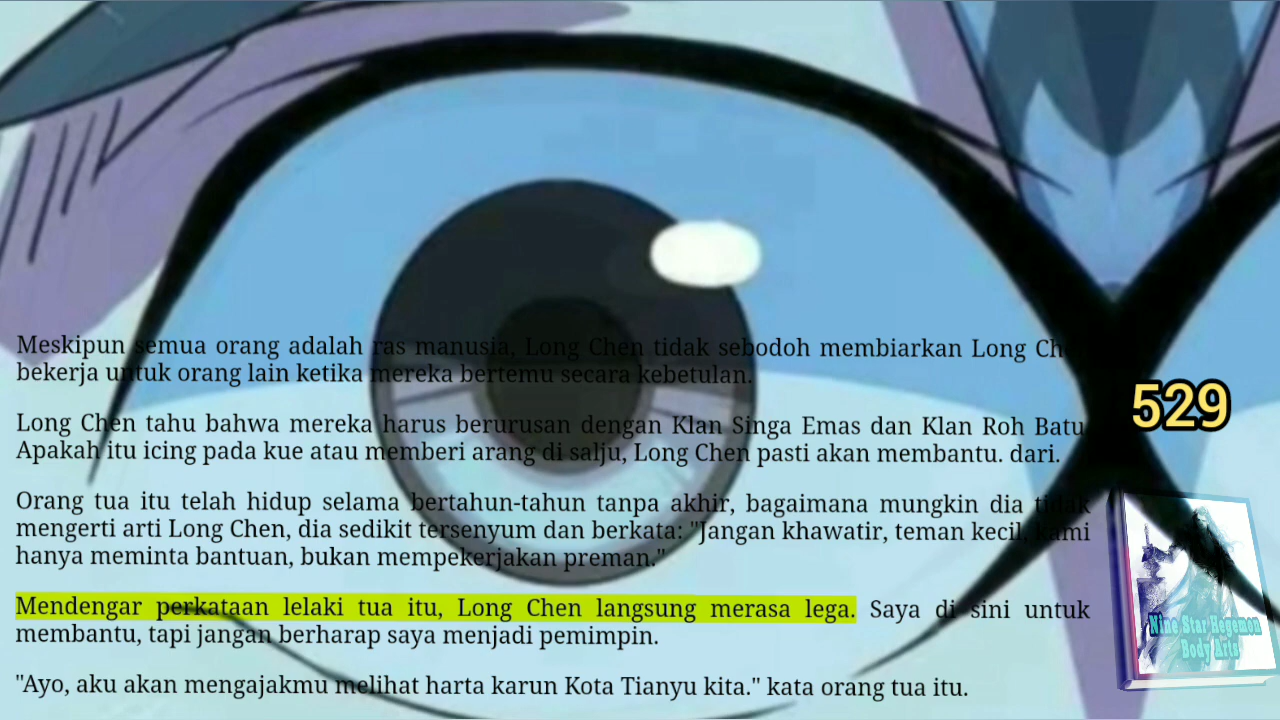 Meskipun semua orang adalah ras manusia, Long Chen tidak sebodoh membiarkan Long Chen
bekerja untuk orang lain ketika mereka bertemu secara kebetulan.
Long Chen tahu bahwa mereka harus berurusan dengan Klan Singa Emas dan Klan Roh Batu
Apakah itu icing pada kue atau memberi arang di salju, Long Chen pasti akan membantu. dari.
Orang tua itu telah hidup selama bertahun-tahun tanpa akhir, bagaimana mungkin dia tidak
mengerti arti Long Chen, dia sedikit tersenyum dan berkata: "Jangan khawatir, teman kecil, kami
hanya meminta bantuan, bukan mempekerjakan preman."
Mendengar perkataan lelaki tua itu, Long Chen langsung merasa lega. Saya di sini untuk
membantu, tapi jangan berharap saya menjadi pemimpin.
"Ayo, aku akan mengajakmu melihat harta karun Kota Tianyu kita." kata orang tua itu.
529
Nine Star Hegemon
Body Arts